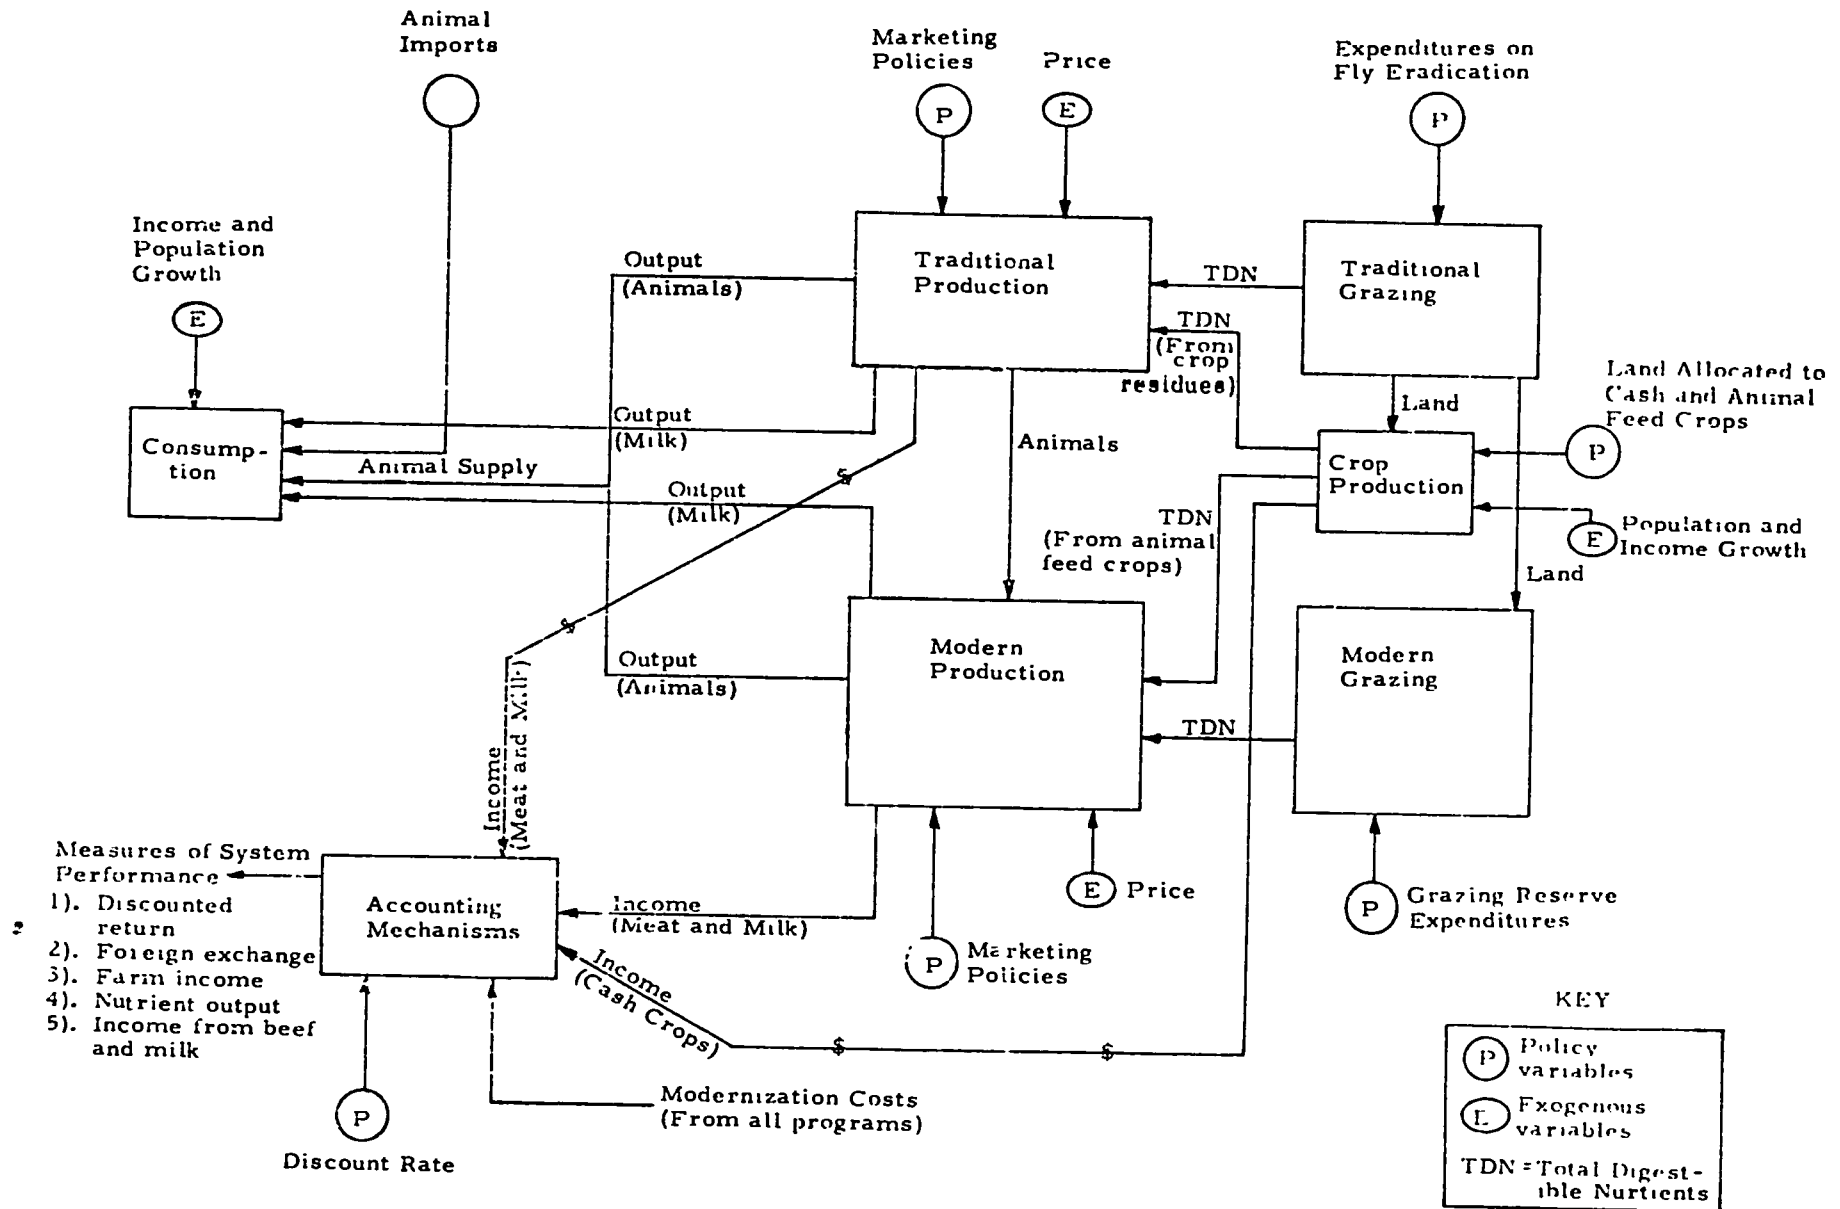 Animal
Imports
Marketing
Policies
P
Price
E
Expenditures on
Fly Eradication
P
Income and
Population
Growth
E
Output
(Animals)
Traditional
Production
TDN
Traditional
Grazing
TDN
(From
crop
residues)
Land
Land Allocated to
Cash and Animal
Feed Crops
P
Output
(Milk)
Animals
Consump-
tion
Animal Supply
$
Crop
Production
Output
(Milk)
TDN
(From animal
feed crops)
Population and
Income Growth
E
Land
$
Output
(Animals)
Modern
Production
Modern
Grazing
TDN
Income
(Meat and Milk)
Measures of System
Performance
1). Discounted
return
2). Foreign exchange
3). Farm income
4). Nutrient output
5). Income from beef
and milk
Accounting
Mechanisms
Income
(Meat and Milk)
E
Price
P
Grazing Reserve
Expenditures
P
Marketing
Policies
Income
(Cash Crops)
$
$
P
Discount Rate
Modernization Costs
(From all programs)
KEY
P
Policy
variables
E
Exogenous
variables
TDN = Total Digest-
ible Nurtients